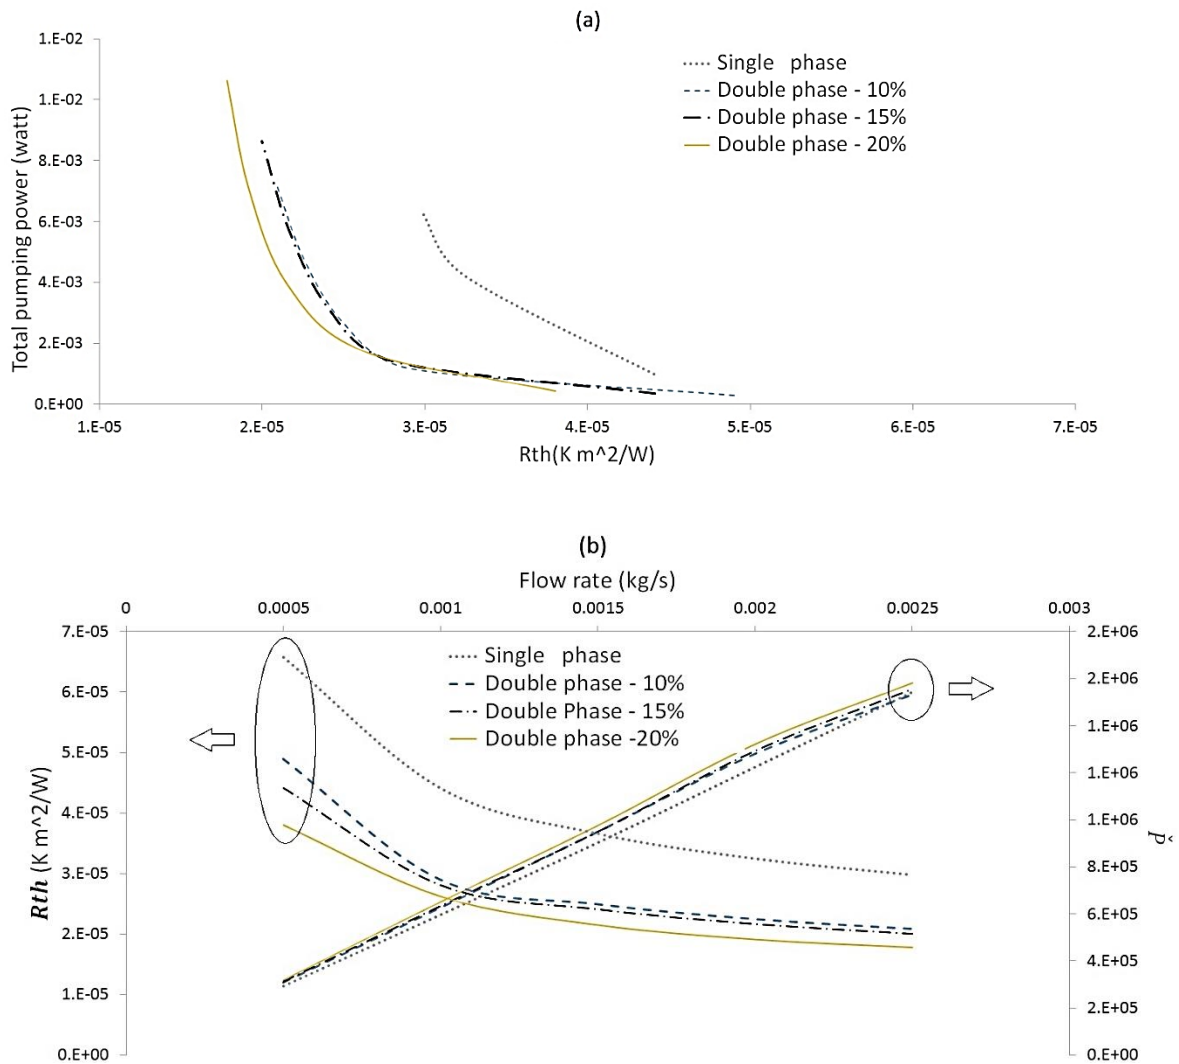 (a)
1.E-02
1.E-02
8.E-03
6.E-03
4.E-03
2.E-03
0.E+00
Total pumping power (watt)
Single phase
Double phase - 10%
Double phase - 15%
Double phase - 20%
1.E-05 2.E-05 3.E-05 4.E-05 5.E-05 6.E-05 7.E-05
Rth(K m^2/W)
(b)
Flow rate (kg/s)
0 0.0005 0.001 0.0015 0.002 0.0025 0.003
7.E-05
6.E-05
5.E-05
4.E-05
3.E-05
2.E-05
1.E-05
0.E+00
Rth (K m^2/W)
Single phase
Double phase - 10%
Double Phase - 15%
Double phase -20%
2.E+06
2.E+06
1.E+06
1.E+06
1.E+06
8.E+05
6.E+05
4.E+05
2.E+05
0.E+00